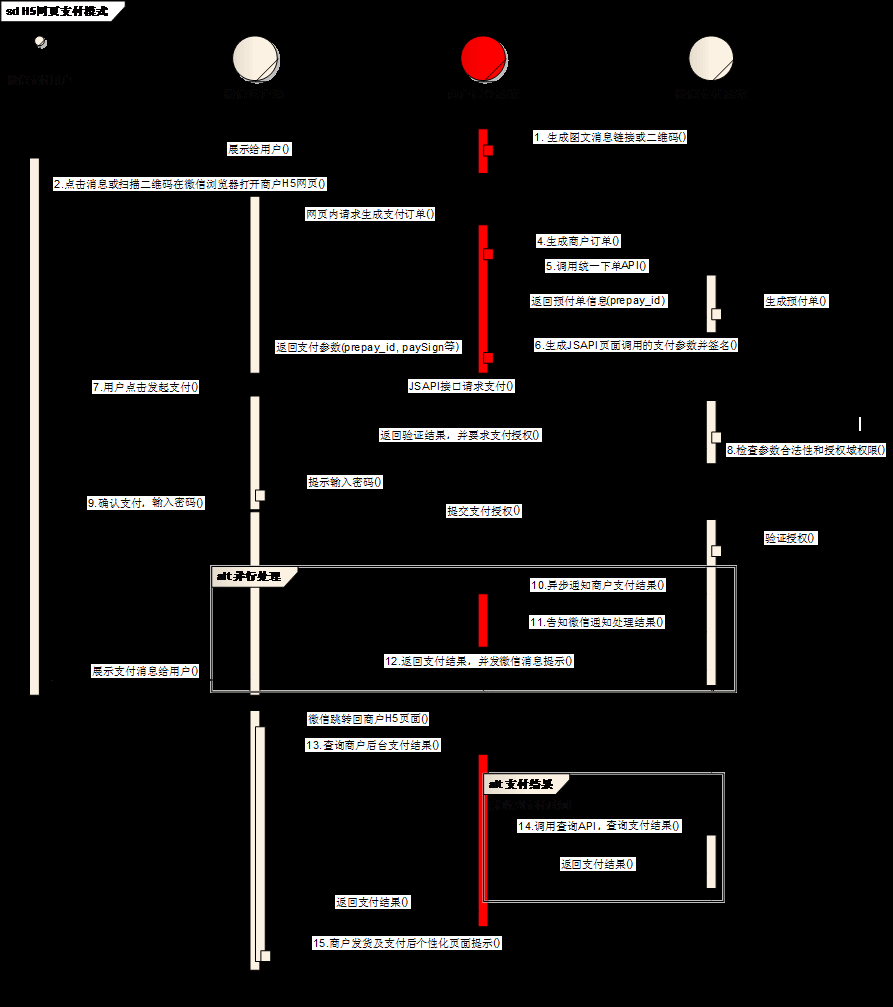 sd H5网页支付模式
1. 生成图文消息链接或二维码()
展示给用户()
2.点击消息或扫描二维码在微信浏览器打开商户H5网页()
网页内请求生成支付订单()
4.生成商户订单()
5.调用统一下单API()
返回预付单信息(prepay_id)
生成预付单()
返回支付参数(prepay_id, paySign等)
6.生成JSAPI页面调用的支付参数并签名()
7.用户点击发起支付()
JSAPI接口请求支付()
返回验证结果，并要求支付授权()
8.检查参数合法性和授权域权限()
提示输入密码()
9.确认支付，输入密码()
提交支付授权()
验证授权()
alt 并行处理
10.异步通知商户支付结果()
11.告知微信通知处理结果()
12.返回支付结果，并发微信消息提示()
展示支付消息给用户()
微信跳转回商户H5页面()
13.查询商户后台支付结果()
alt 支付结果
14.调用查询API，查询支付结果()
返回支付结果()
返回支付结果()
15.商户发货及支付后个性化页面提示()